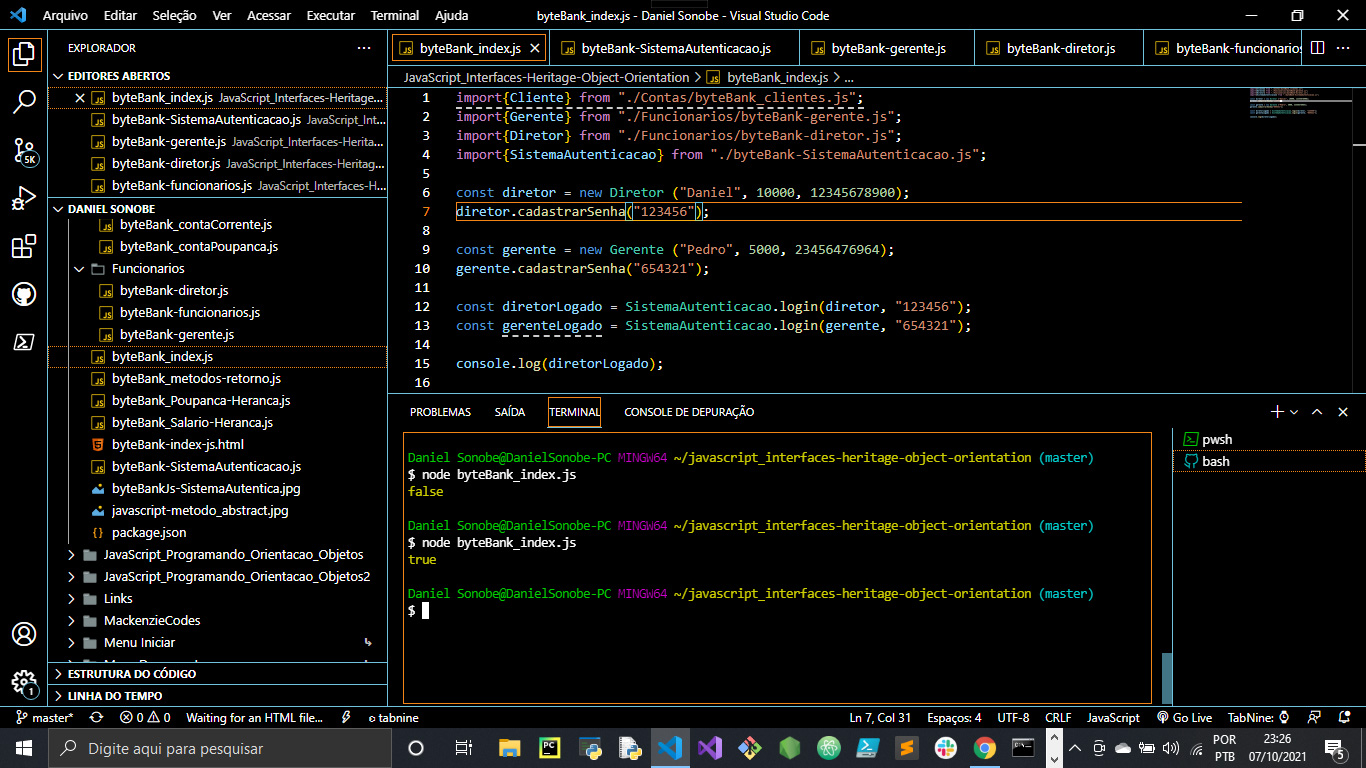 Arquivo Editar Seleção Ver Acessar Executar Terminal Ajuda byteBank_index.js - Daniel Sonobe - Visual Studio Code
EXPLORADOR
EDITORES ABERTOS
byteBank_index.js JavaScript_Interfaces-Heritage...
byteBank-SistemaAutenticacao.js JavaScript_Int...
byteBank-gerente.js JavaScript_Interfaces-Herita...
byteBank-diretor.js JavaScript_Interfaces-Heritag...
byteBank-funcionarios.js JavaScript_Interfaces-H...
DANIEL SONOBE
byteBank_contaCorrente.js
byteBank_contaPoupanca.js
Funcionarios
byteBank-diretor.js
byteBank-funcionarios.js
byteBank-gerente.js
byteBank_index.js
byteBank_metodos-retorno.js
byteBank_Poupanca-Heranca.js
byteBank_Salario-Heranca.js
byteBank-index-js.html
byteBank-SistemaAutenticacao.js
byteBankJs-SistemaAutentica.jpg
javascript-metodo_abstract.jpg
package.json
JavaScript_Programando_Orientacao_Objetos
JavaScript_Programando_Orientacao_Objetos2
Links
MackenzieCodes
Menu Iniciar
ESTRUTURA DO CÓDIGO
LINHA DO TEMPO
5K
1
byteBank_index.js byteBank-SistemaAutenticacao.js byteBank-gerente.js byteBank-diretor.js byteBank-funcionarios
JavaScript_Interfaces-Heritage-Object-Orientation > byteBank_index.js > ...
1 import{Cliente} from "./Contas/byteBank_clientes.js";
2 import{Gerente} from "./Funcionarios/byteBank-gerente.js";
3 import{Diretor} from "./Funcionarios/byteBank-diretor.js";
4 import{SistemaAutenticacao} from "./byteBank-SistemaAutenticacao.js";
5
6 const diretor = new Diretor ("Daniel", 10000, 12345678900);
7 diretor.cadastrarSenha("123456");
8
9 const gerente = new Gerente ("Pedro", 5000, 23456476964);
10 gerente.cadastrarSenha("654321");
11
12 const diretorLogado = SistemaAutenticacao.login(diretor, "123456");
13 const gerenteLogado = SistemaAutenticacao.login(gerente, "654321");
14
15 console.log(diretorLogado);
16
PROBLEMAS SAÍDA TERMINAL CONSOLE DE DEPURAÇÃO
Daniel Sonobe@DanielSonobe-PC MINGW64 ~/javascript_interfaces-heritage-object-orientation (master)
$ node byteBank_index.js
false
Daniel Sonobe@DanielSonobe-PC MINGW64 ~/javascript_interfaces-heritage-object-orientation (master)
$ node byteBank_index.js
true
Daniel Sonobe@DanielSonobe-PC MINGW64 ~/javascript_interfaces-heritage-object-orientation (master)
$
pwsh
bash
master* 0 0 Waiting for an HTML file... tabnine Ln 7, Col 31 Espaços: 4 UTF-8 CRLF JavaScript Go Live TabNine:
Digite aqui para pesquisar
POR
PTB
23:26
07/10/2021
5